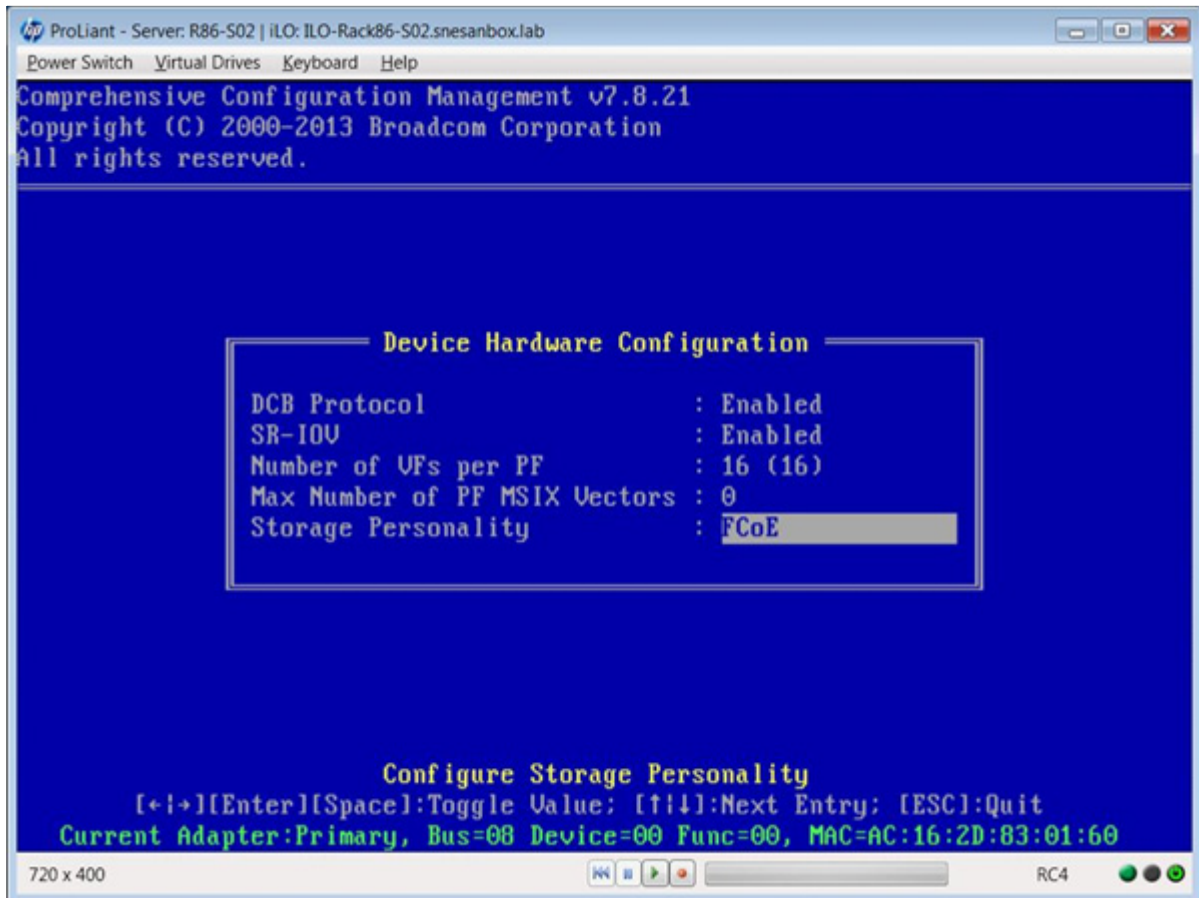 ProLiant - Server: R86-S02 | iLO: ILO-Rack86-S02.snesanbox.lab
Power Switch Virtual Drives Keyboard Help
Comprehensive Configuration Management v7.8.21
Copyright (C) 2000-2013 Broadcom Corporation
All rights reserved.
Device Hardware Configuration
DCB Protocol : Enabled
SR-IOV : Enabled
Number of VFs per PF : 16 (16)
Max Number of PF MSIX Vectors : 0
Storage Personality : FCoE
Configure Storage Personality
[←|→][Enter][Space]:Toggle Value; [↑|↓]:Next Entry; [ESC]:Quit
Current Adapter:Primary, Bus=08 Device=00 Func=00, MAC=AC:16:2D:83:01:60
720 x 400 RC4